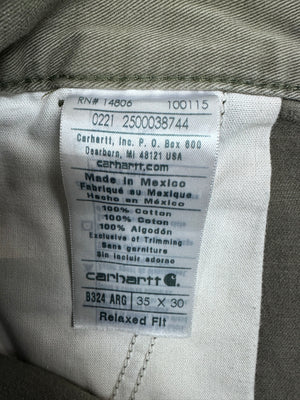 RN# 14806 100115
0221 2500038744
Carhartt, Inc. P. O. Box 600
Dearborn, MI 48121 USA
carhartt.com
Made in Mexico
Fabriqué au Mexique
Hecho en México
100% Cotton
100% Coton
100% Algodón
Exclusive of Trimming
Sans garniture
Sin incluir adorno
carhartt
B324 ARG 35 X 30
Relaxed Fit